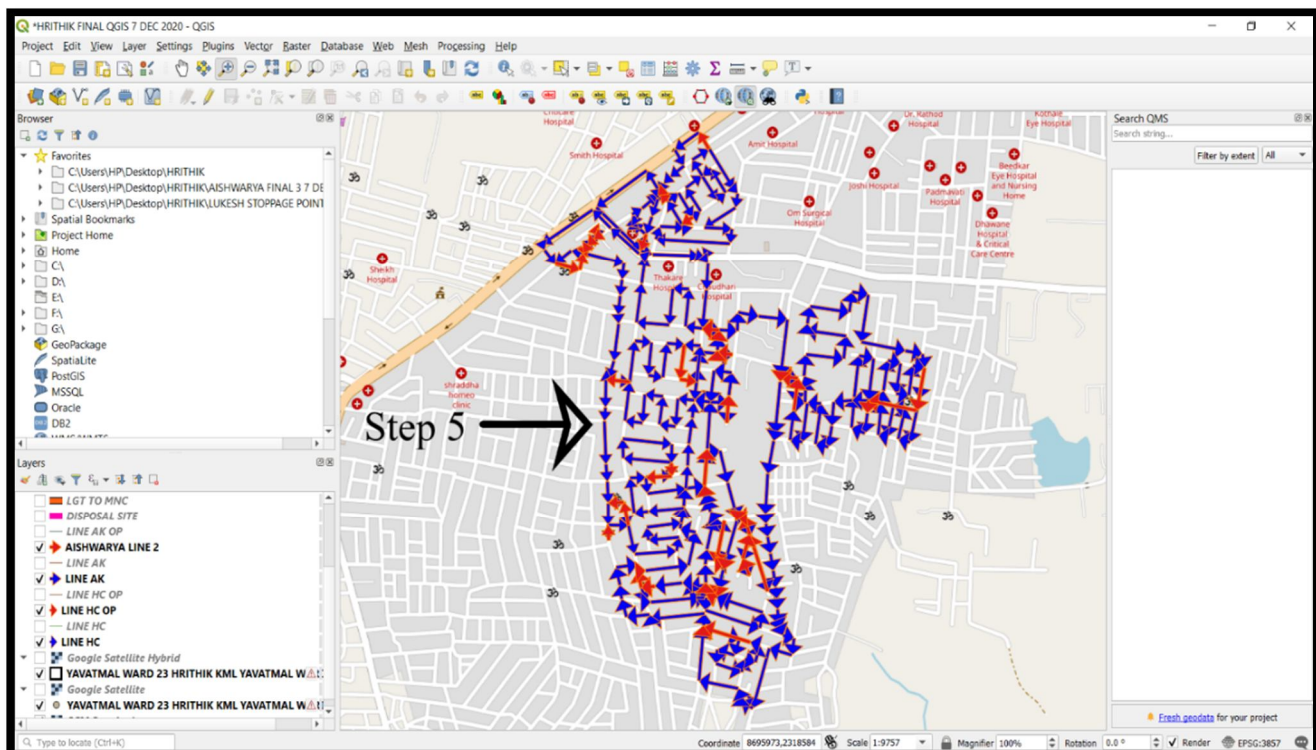 *HRITHIK FINAL QGIS 7 DEC 2020 - QGIS
Project Edit View Layer Settings Plugins Vector Raster Database Web Mesh Processing Help
Browser
Favorites
C:\Users\HP\Desktop\HRITHIK
C:\Users\HP\Desktop\HRITHIK\AISHWARYA FINAL 3 7 DE
C:\Users\HP\Desktop\HRITHIK\LUKESH STOPPAGE POINT
Spatial Bookmarks
Project Home
Home
C:\
D:\
E:\
F:\
G:\
GeoPackage
SpatiaLite
PostGIS
MSSQL
Oracle
DB2
Layers
LGT TO MNC
DISPOSAL SITE
LINE AK OP
AISHWARYA LINE 2
LINE AK
LINE AK
LINE HC OP
LINE HC OP
LINE HC
LINE HC
Google Satellite Hybrid
YAVATMAL WARD 23 HRITHIK KML YAVATMAL W
Google Satellite
YAVATMAL WARD 23 HRITHIK KML YAVATMAL W
Type to locate (Ctrl+K)
Hospital
Smith Hospital
Amit Hospital
Dr. Rathod
Hospital
Eye Hospital
Joshi Hospital
Padmavati
Hospital
Beedkar
Eye Hospital
and Nursing
Home
Om Surgical
Hospital
Dhawane
Hospital
& Critical
Care Centre
Sheikh
Hospital
Thakare
Hospital
shraddha
homeo
clinic
Step 5
Search QMS
Search string...
Filter by extent All
Fresh geodata for your project
Coordinate 8695973,2318584 Scale 1:9757 Magnifier 100% Rotation 0.0 ° Render EPSG:3857